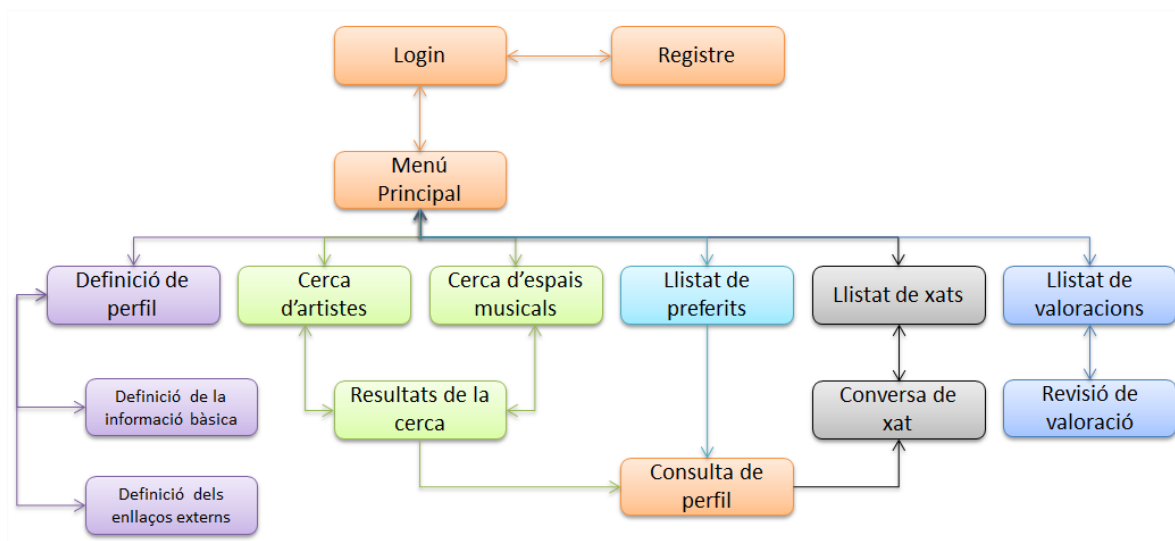 Login
Registre
Menú
Principal
Definició de
perfil
Cerca
d'artistes
Cerca d'espais
musicals
Llistat de
preferits
Llistat de xats
Llistat de
valoracions
Definició de la
informació bàsica
Resultats de la
cerca
Conversa de
xat
Revisió de
valoració
Definició dels
enllaços externs
Consulta de
perfil